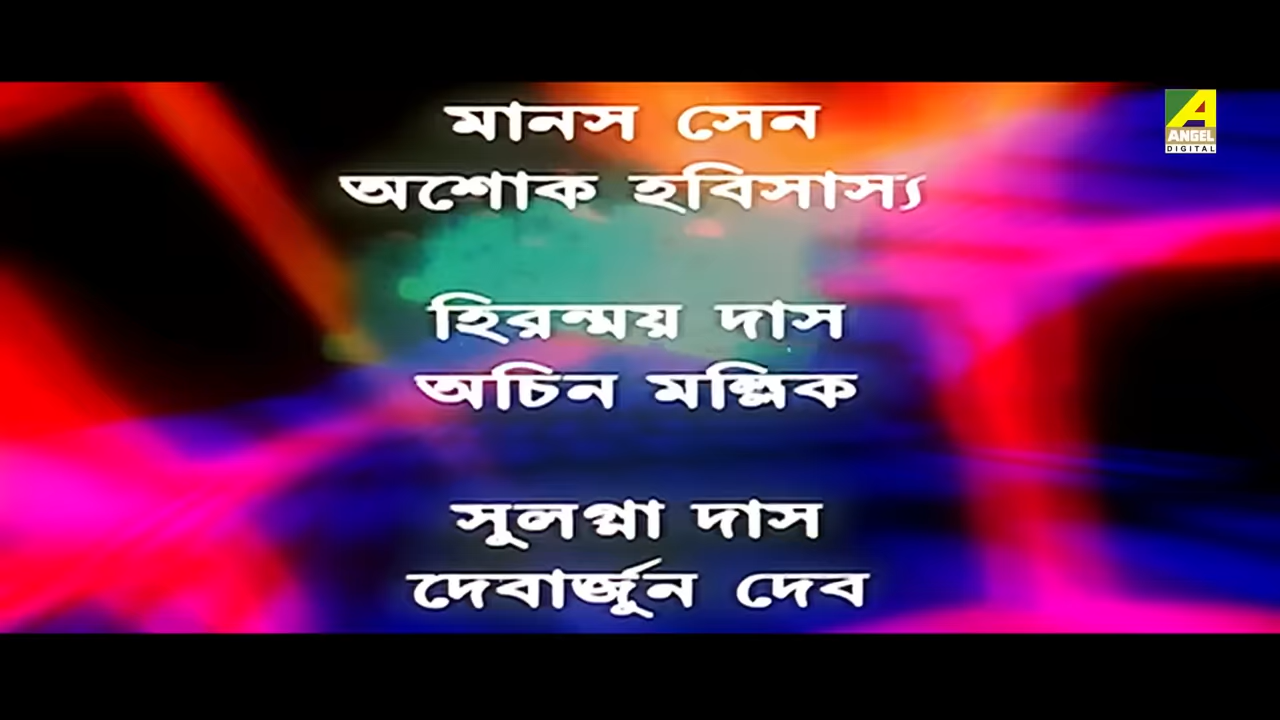 মানস সেন
অশোক হবিসাস্য
হিরন্ময় দাস
অচিন মল্লিক
সুলগ্না দাস
দেবার্জুন দেব
ANGEL
DIGITAL